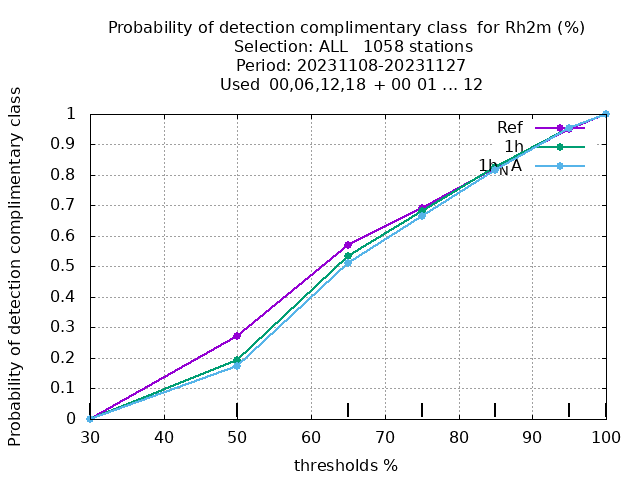 Probability of detection complimentary class  for Rh2m (%)
Selection: ALL   1058 stations
Period: 20231108-20231127
Used  00,06,12,18  + 00 01 ... 12
Probability of detection complimentary class
1
0.9
0.8
0.7
0.6
0.5
0.4
0.3
0.2
0.1
0
Ref
1h
1hNA
30 40 50 60 70 80 90 100
thresholds %